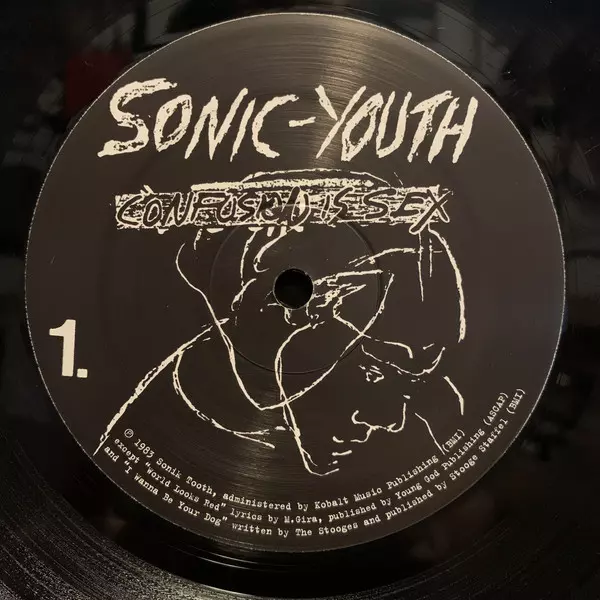 SONIC-YOUTH
CONFUSION IS SEX
1.
℗ 1983 Sonik Tooth, administered by Kobalt Music Publishing (BMI)
except "World Looks Red" lyrics by M.Gira, published by Young God Publishing (ASCAP)
and "I Wanna Be Your Dog" written by The Stooges and published by Stooge Staffel (BMI)